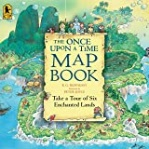 THE
ONCE
UPON A TIME
MAP
BOOK
Take a Tour of Six
Enchanted Lands